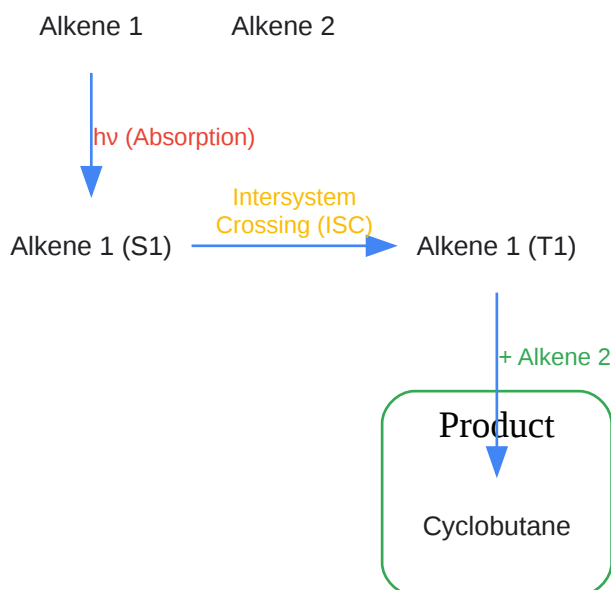 Alkene 1
Alkene 2
hν (Absorption)
Intersystem
Crossing (ISC)
Alkene 1 (S1)
Alkene 1 (T1)
+ Alkene 2
Product
Cyclobutane